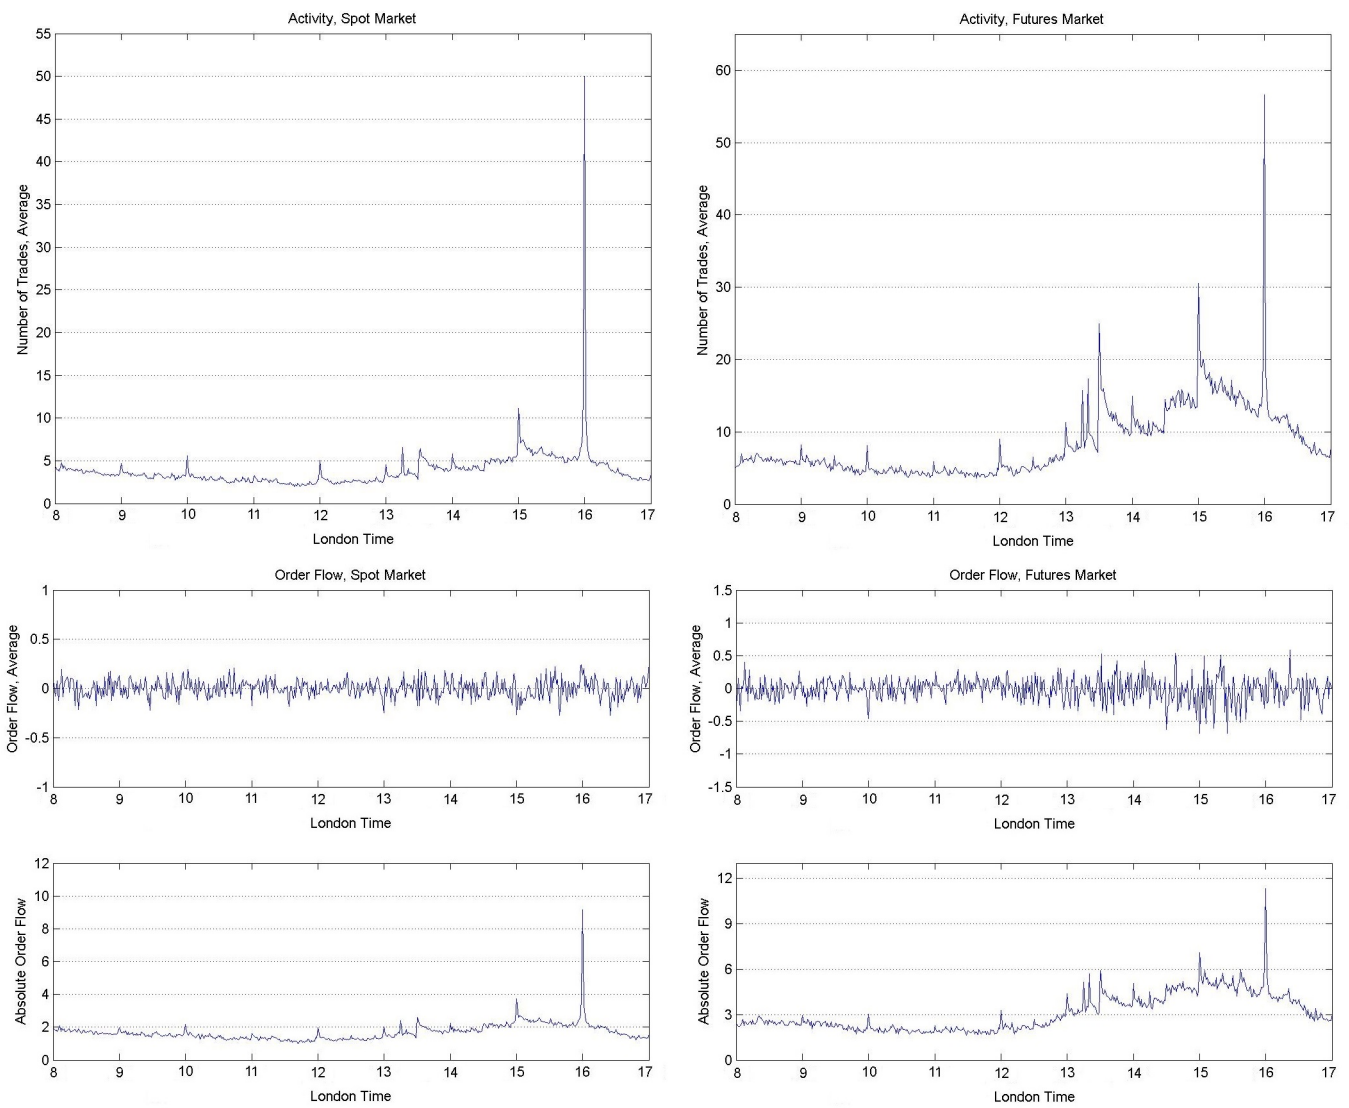 Activity, Spot Market
Number of Trades, Average
55
50
45
40
35
30
25
20
15
10
5
0
8 9 10 11 12 13 14 15 16 17
London Time
Activity, Futures Market
Number of Trades, Average
60
50
40
30
20
10
0
8 9 10 11 12 13 14 15 16 17
London Time
Order Flow, Spot Market
Order Flow, Average
1
0.5
0
-0.5
-1
8 9 10 11 12 13 14 15 16 17
London Time
Order Flow, Futures Market
Order Flow, Average
1.5
1
0.5
0
-0.5
-1
-1.5
8 9 10 11 12 13 14 15 16 17
London Time
Absolute Order Flow
12
10
8
6
4
2
0
8 9 10 11 12 13 14 15 16 17
London Time
Absolute Order Flow
12
9
6
3
0
8 9 10 11 12 13 14 15 16 17
London Time